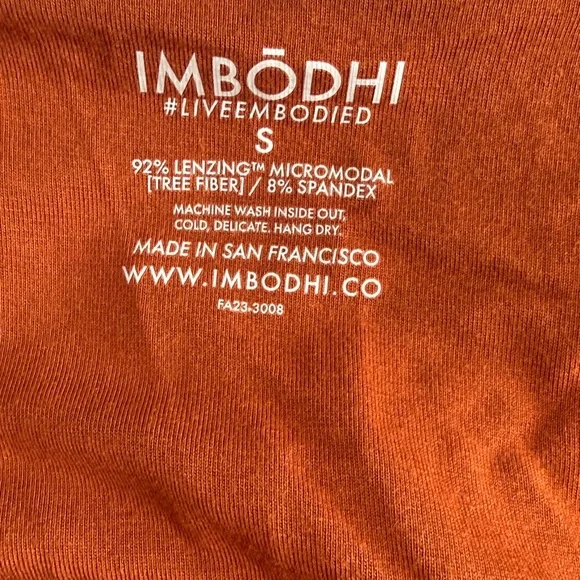 IMBŌDHI
#LIVEEMBODIED
S
92% LENZING™ MICROMODAL
[TREE FIBER] / 8% SPANDEX
MACHINE WASH INSIDE OUT,
COLD, DELICATE. HANG DRY.
MADE IN SAN FRANCISCO
WWW.IMBODHI.CO
FA23-3008